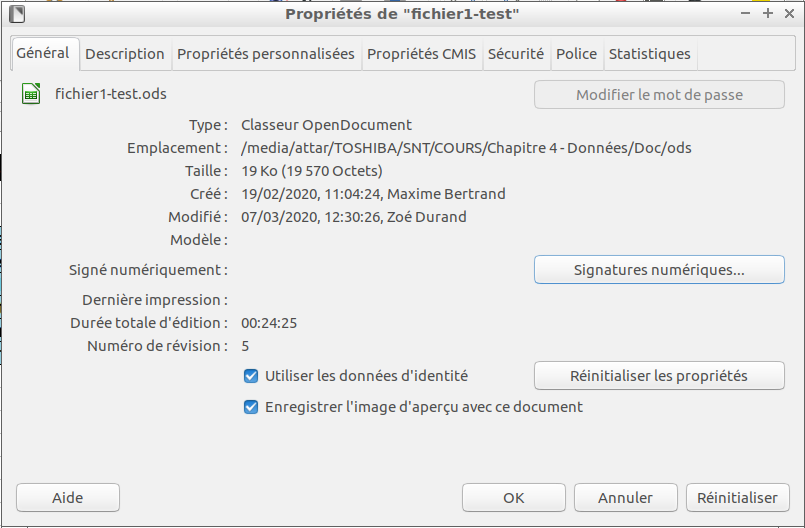 Propriétés de "fichier1-test"
Général Description Propriétés personnalisées Propriétés CMIS Sécurité Police Statistiques
fichier1-test.ods Modifier le mot de passe
Type : Classeur OpenDocument
Emplacement : /media/attar/TOSHIBA/SNT/COURS/Chapitre 4 - Données/Doc/ods
Taille : 19 Ko (19 570 Octets)
Créé : 19/02/2020, 11:04:24, Maxime Bertrand
Modifié : 07/03/2020, 12:30:26, Zoé Durand
Modèle :
Signé numériquement : Signatures numériques...
Dernière impression :
Durée totale d'édition : 00:24:25
Numéro de révision : 5
Utiliser les données d'identité Réinitialiser les propriétés
Enregistrer l'image d'aperçu avec ce document
Aide OK Annuler Réinitialiser